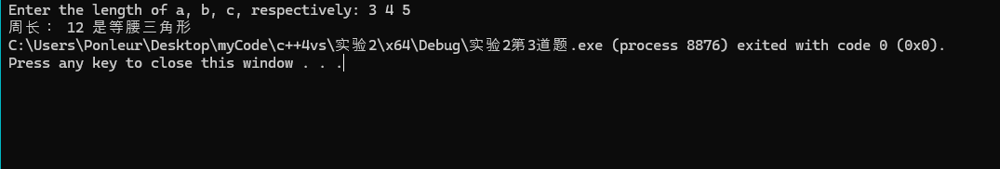 Enter the length of a, b, c, respectively: 3 4 5
周长： 12 是等腰三角形
C:\Users\Ponleur\Desktop\myCode\c++4vs\实验2\x64\Debug\实验2第3道题.exe (process 8876) exited with code 0 (0x0).
Press any key to close this window . . .